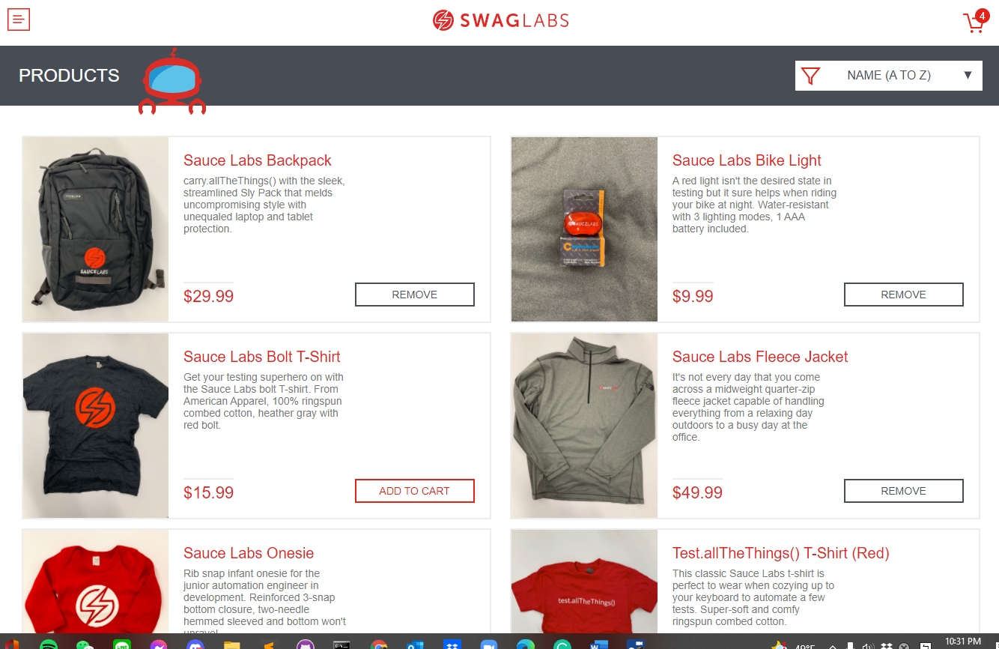 SWAGLABS
4
PRODUCTS
NAME (A TO Z)
Sauce Labs Backpack
carry.allTheThings() with the sleek,
streamlined Sly Pack that melds
uncompromising style with
unequaled laptop and tablet
protection.
$29.99
REMOVE
SAUCELABS
Sauce Labs Bike Light
A red light isn't the desired state in
testing but it sure helps when riding
your bike at night. Water-resistant
with 3 lighting modes, 1 AAA
battery included.
$9.99
REMOVE
SAUCELABS
Sauce Labs Bolt T-Shirt
Get your testing superhero on with
the Sauce Labs bolt T-shirt. From
American Apparel, 100% ringspun
combed cotton, heather gray with
red bolt.
$15.99
ADD TO CART
Sauce Labs Fleece Jacket
It's not every day that you come
across a midweight quarter-zip
fleece jacket capable of handling
everything from a relaxing day
outdoors to a busy day at the
office.
$49.99
REMOVE
Sauce Labs Onesie
Rib snap infant onesie for the
junior automation engineer in
development. Reinforced 3-snap
bottom closure, two-needle
hemmed sleeved and bottom won't
unravel.
Test.allTheThings() T-Shirt (Red)
This classic Sauce Labs t-shirt is
perfect to wear when cozying up to
your keyboard to automate a few
tests. Super-soft and comfy
ringspun combed cotton.
test.allTheThings()
LINE
49°F
10:31 PM